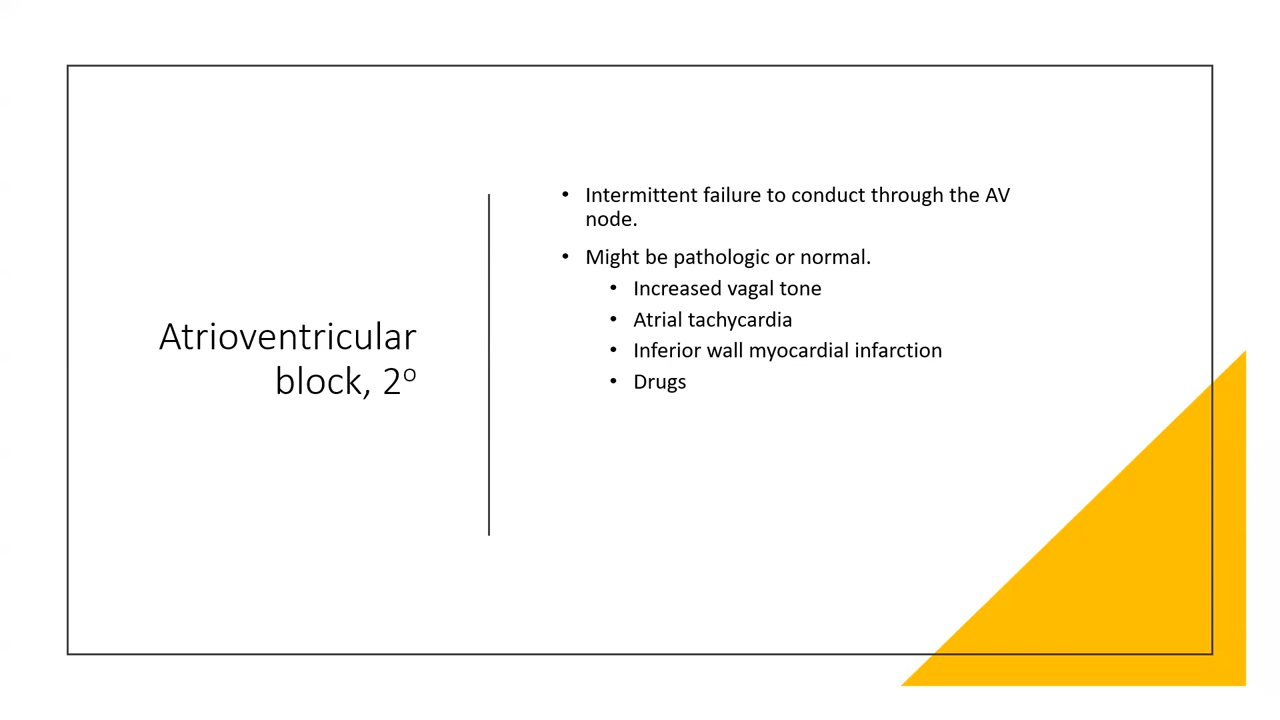 Atrioventricular
block, 2º
• Intermittent failure to conduct through the AV
node.
• Might be pathologic or normal.
• Increased vagal tone
• Atrial tachycardia
• Inferior wall myocardial infarction
• Drugs